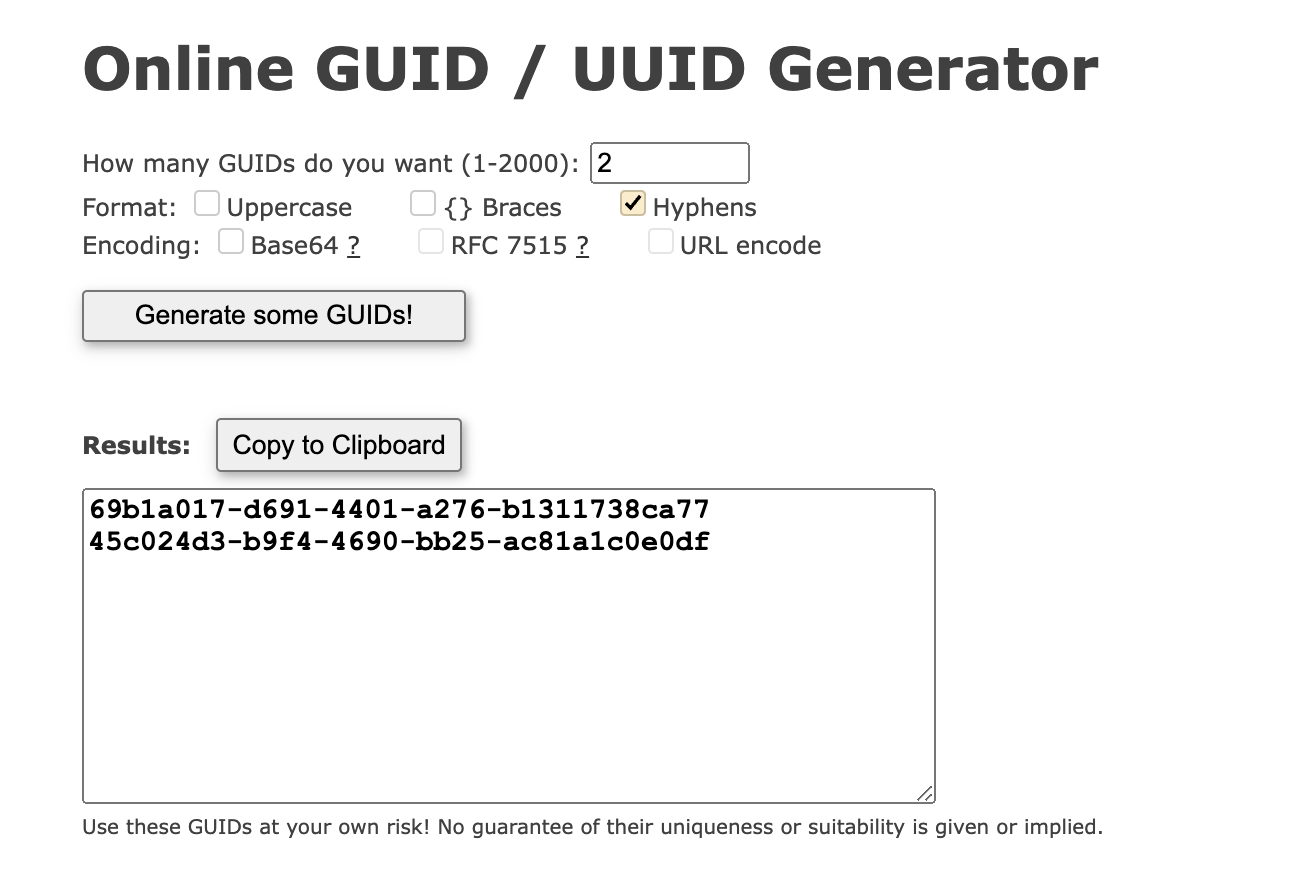 Online GUID / UUID Generator
How many GUIDs do you want (1-2000): 2
Format: Uppercase {} Braces Hyphens
Encoding: Base64 ? RFC 7515 ? URL encode
Generate some GUIDs!
Results: Copy to Clipboard
69b1a017-d691-4401-a276-b1311738ca77
45c024d3-b9f4-4690-bb25-ac81a1c0e0df
Use these GUIDs at your own risk! No guarantee of their uniqueness or suitability is given or implied.